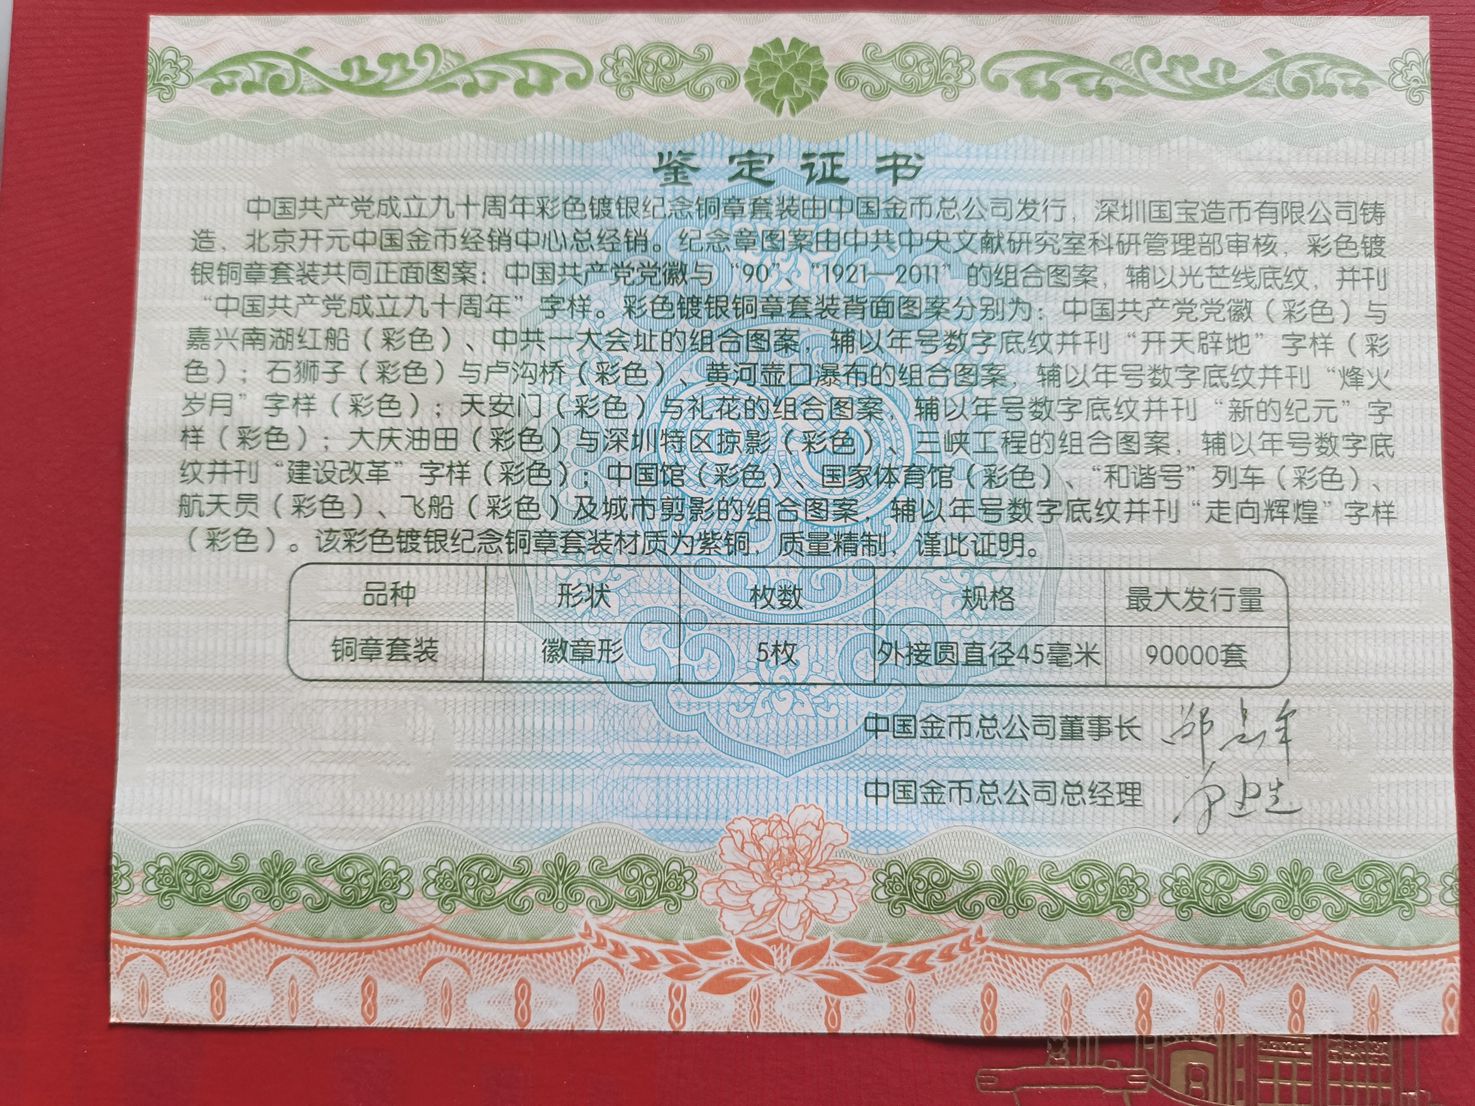 鉴定证书
中国共产党成立九十周年彩色镀银纪念铜章套装由中国金币总公司发行，深圳国宝造币有限公司铸
造，北京开元中国金币经销中心总经销。纪念章图案由中共中央文献研究室科研管理部审核，彩色镀
银铜章套装共同正面图案：中国共产党党徽与“90”、“1921—2011”的组合图案，辅以光芒线底纹，并刊
“中国共产党成立九十周年”字样。彩色镀银铜章套装背面图案分别为：中国共产党党徽（彩色）与
嘉兴南湖红船（彩色）、中共一大会址的组合图案，辅以年号数字底纹并刊“开天辟地”字样（彩
色）；石狮子（彩色）与卢沟桥（彩色）、黄河壶口瀑布的组合图案，辅以年号数字底纹并刊“烽火
岁月”字样（彩色）；天安门（彩色）与礼花的组合图案，辅以年号数字底纹并刊“新的纪元”字
样（彩色）；大庆油田（彩色）与深圳特区掠影（彩色）、三峡工程的组合图案，辅以年号数字底
纹并刊“建设改革”字样（彩色）；中国馆（彩色）、国家体育馆（彩色）、“和谐号”列车（彩色）、
航天员（彩色）、飞船（彩色）及城市剪影的组合图案，辅以年号数字底纹并刊“走向辉煌”字样
（彩色）。该彩色镀银纪念铜章套装材质为紫铜，质量精制，谨此证明。
品种 形状 枚数 规格 最大发行量
铜章套装 徽章形 5枚 外接圆直径45毫米 90000套
中国金币总公司董事长
中国金币总公司总经理